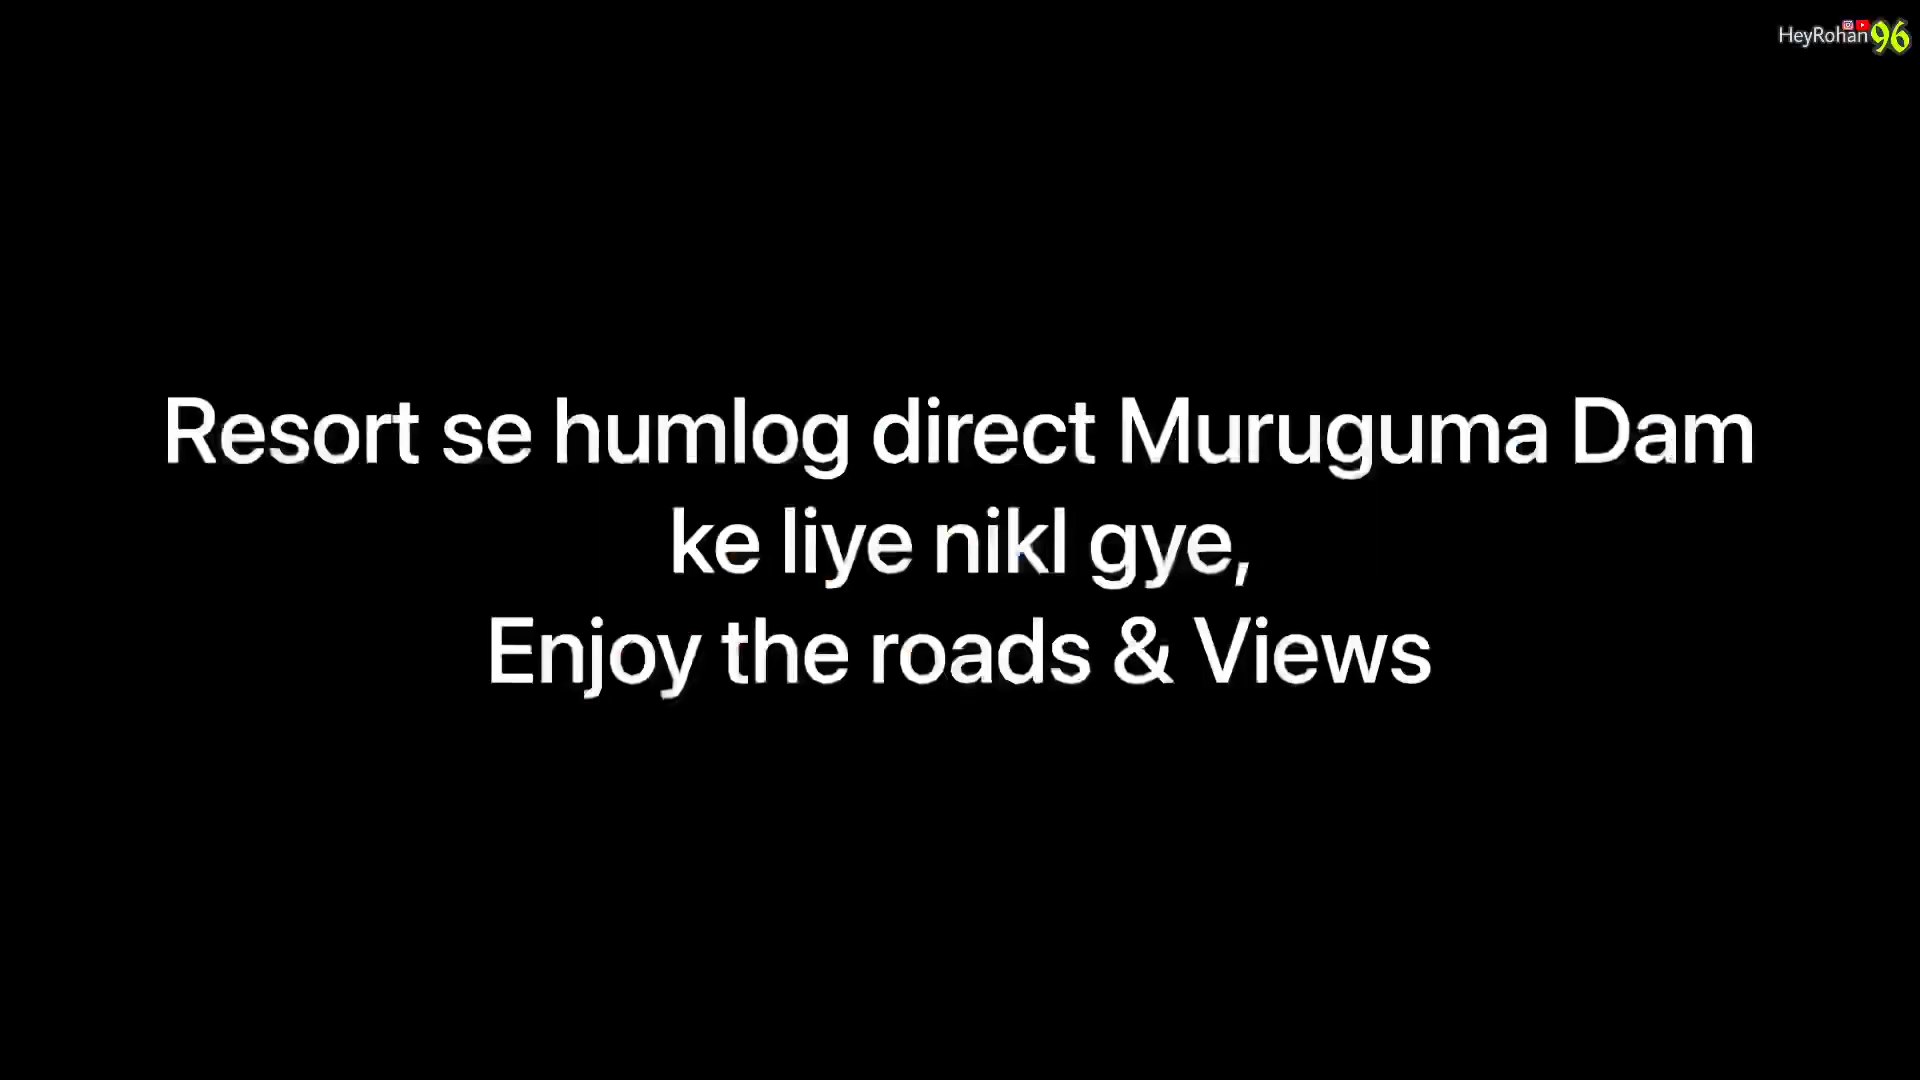 HeyRohan96
Resort se humlog direct Muruguma Dam
ke liye nikl gye,
Enjoy the roads & Views